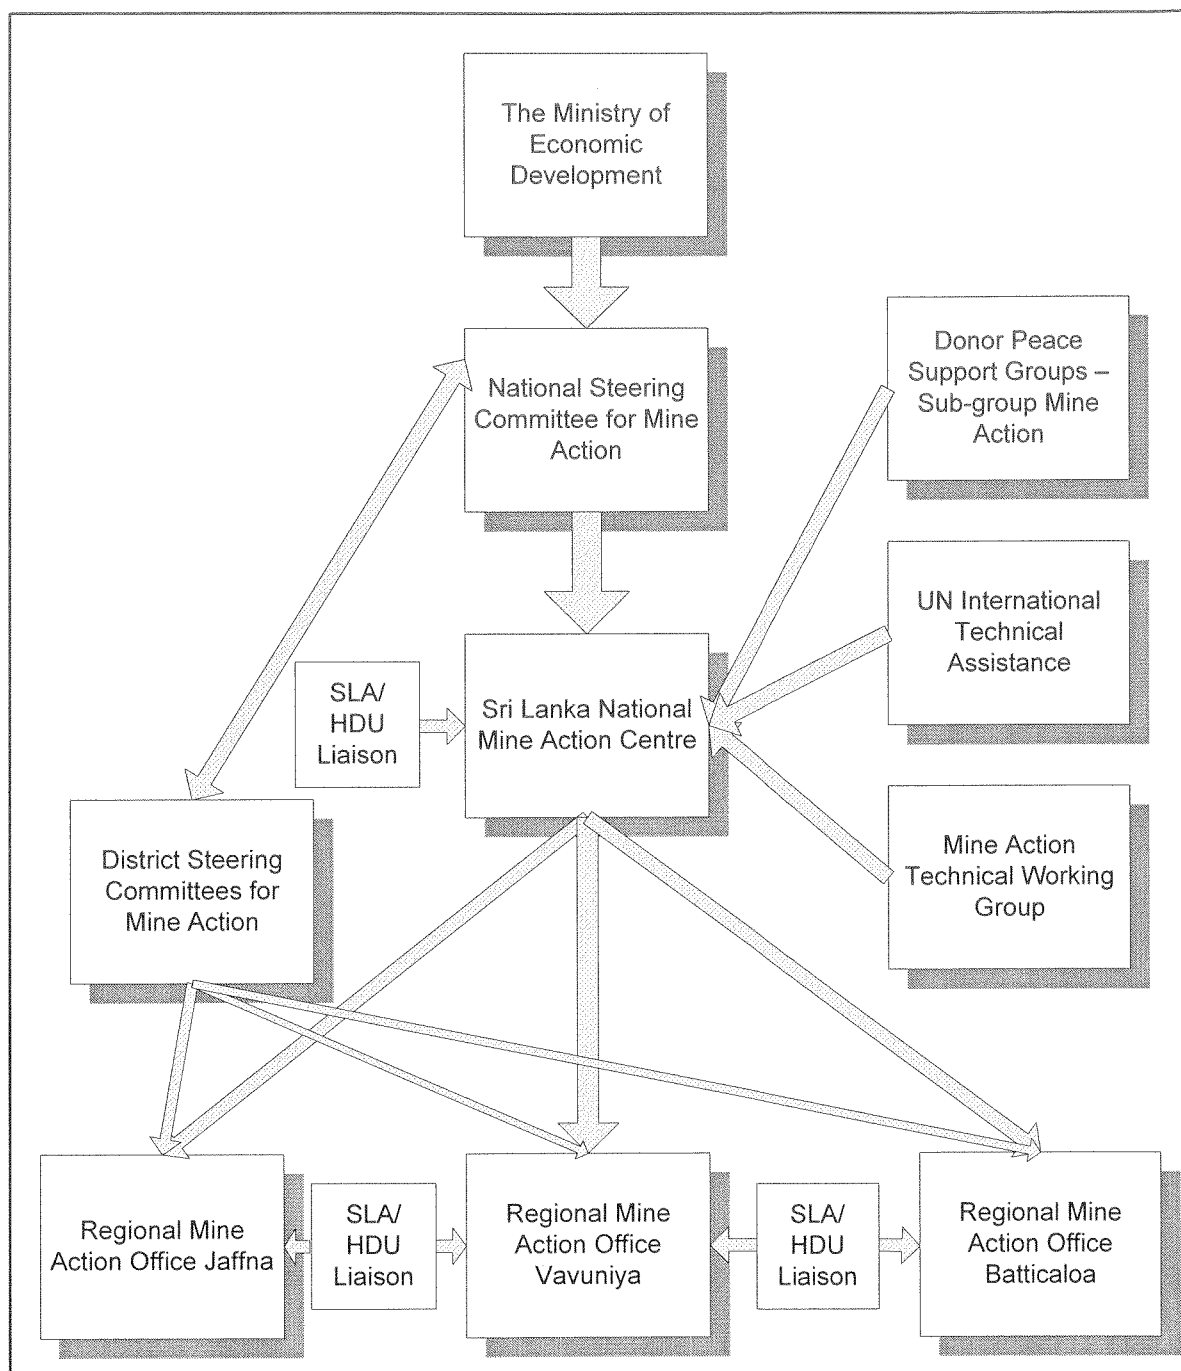 The Ministry of
Economic
Development
National Steering
Committee for Mine
Action
Donor Peace
Support Groups –
Sub-group Mine
Action
UN International
Technical
Assistance
SLA/
HDU
Liaison
Sri Lanka National
Mine Action Centre
Mine Action
Technical Working
Group
District Steering
Committees for
Mine Action
Regional Mine
Action Office Jaffna
SLA/
HDU
Liaison
Regional Mine
Action Office
Vavuniya
SLA/
HDU
Liaison
Regional Mine
Action Office
Batticaloa